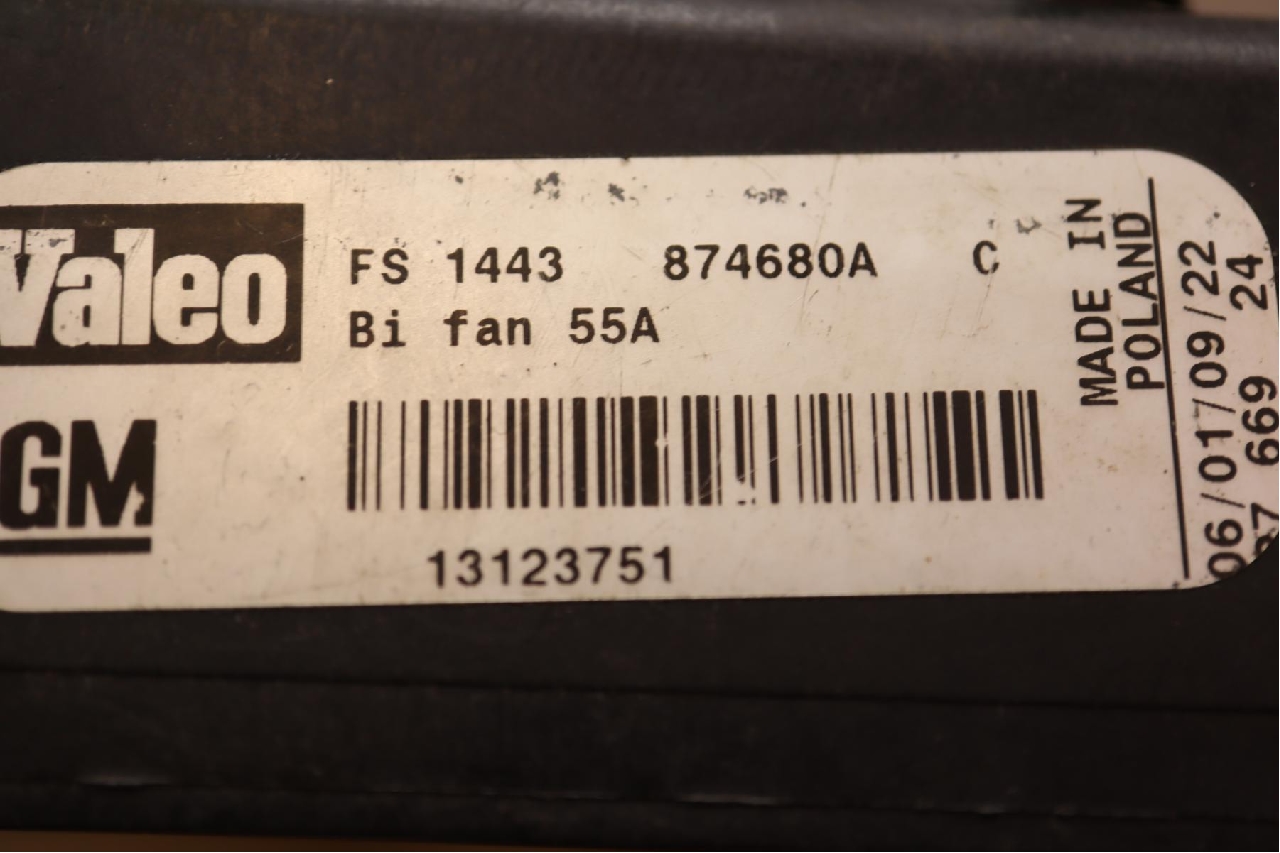 Valeo
FS 1443 874680A C
Bi fan 55A
GM
13123751
MADE IN
POLAND
06/01/09/22
669 24